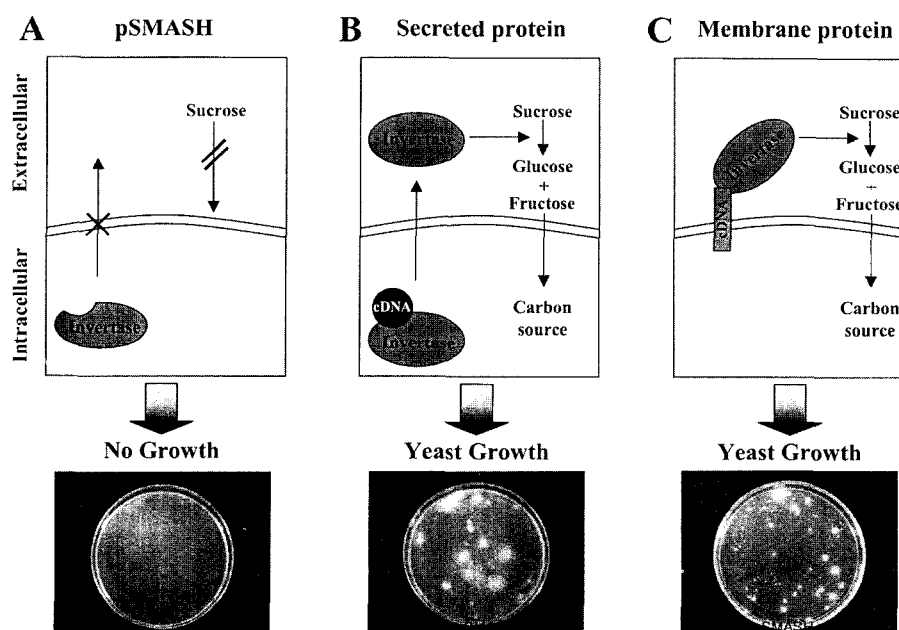 A pSMASH
B Secreted protein
C Membrane protein
Extracellular
Intracellular
Sucrose
Invertase
Invertase
Sucrose
Glucose
+
Fructose
cDNA
Invertase
Carbon
source
Invertase
cDNA
Sucrose
Glucose
–
Fructose
Carbon
source
No Growth
Yeast Growth
Yeast Growth